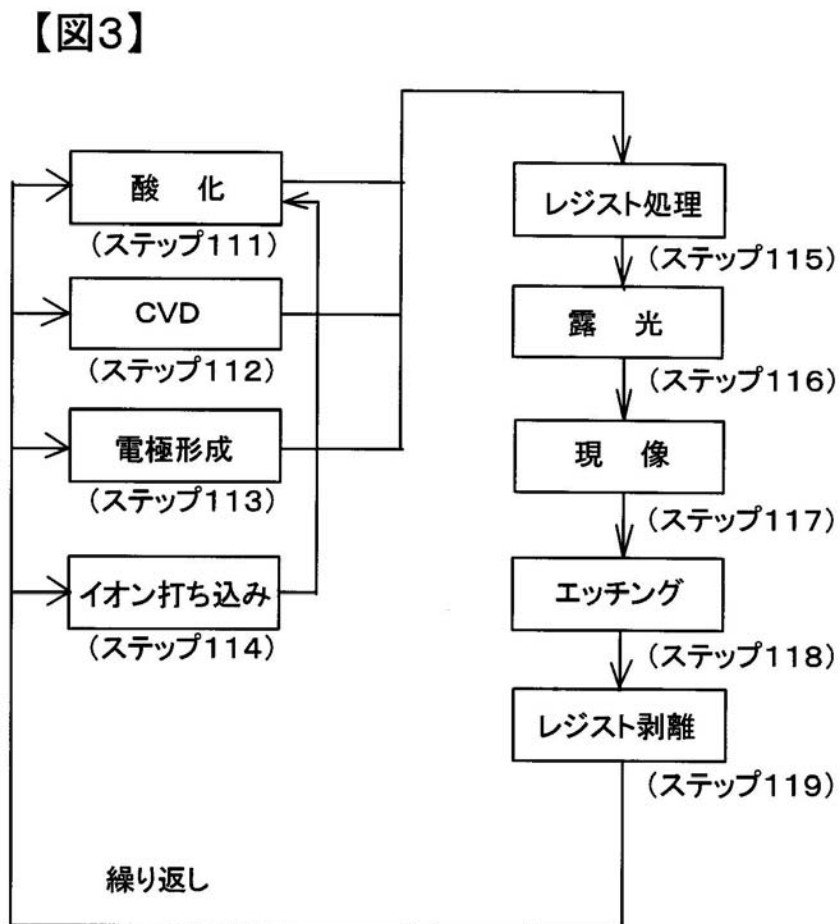 【図3】
酸 化
(ステップ111)
CVD
(ステップ112)
電極形成
(ステップ113)
イオン打ち込み
(ステップ114)
レジスト処理
(ステップ115)
露 光
(ステップ116)
現 像
(ステップ117)
エッチング
(ステップ118)
レジスト剥離
(ステップ119)
繰り返し